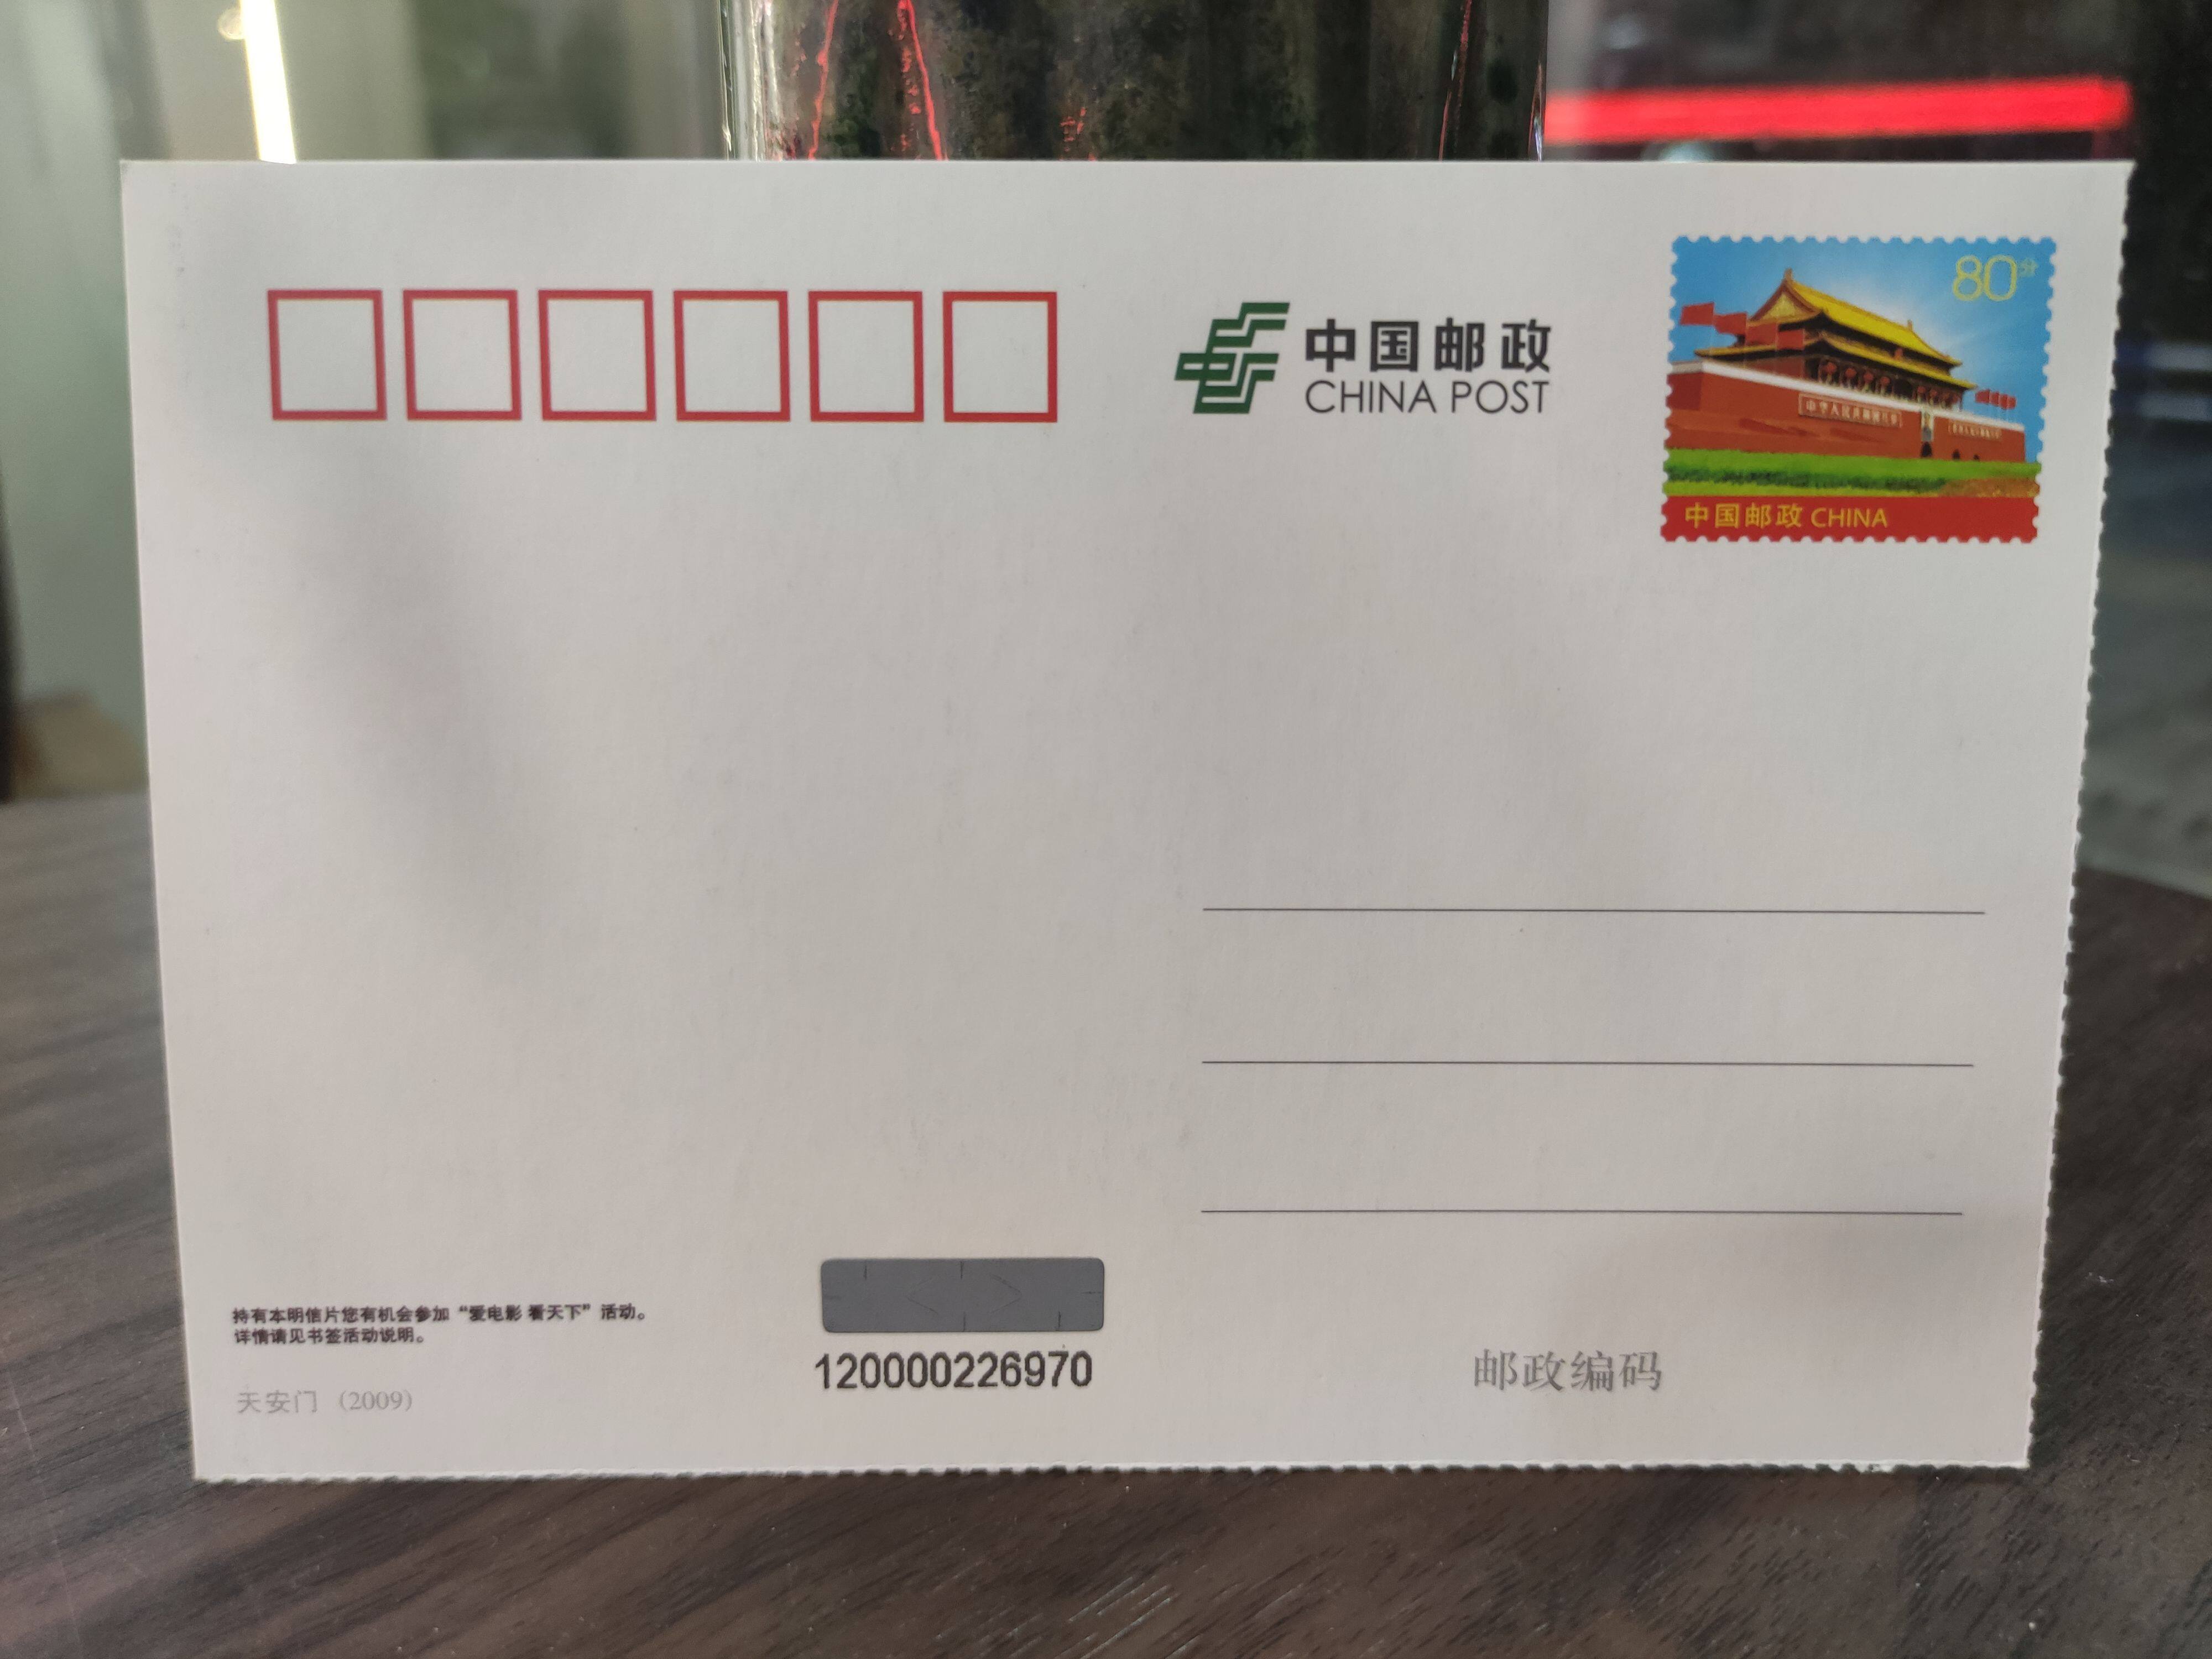 中国邮政
CHINA POST
80分
中国邮政 CHINA
持有本明信片您有机会参加“爱电影 看天下”活动。
详情请见书签活动说明。
120000226970
天安门 （2009）
邮政编码